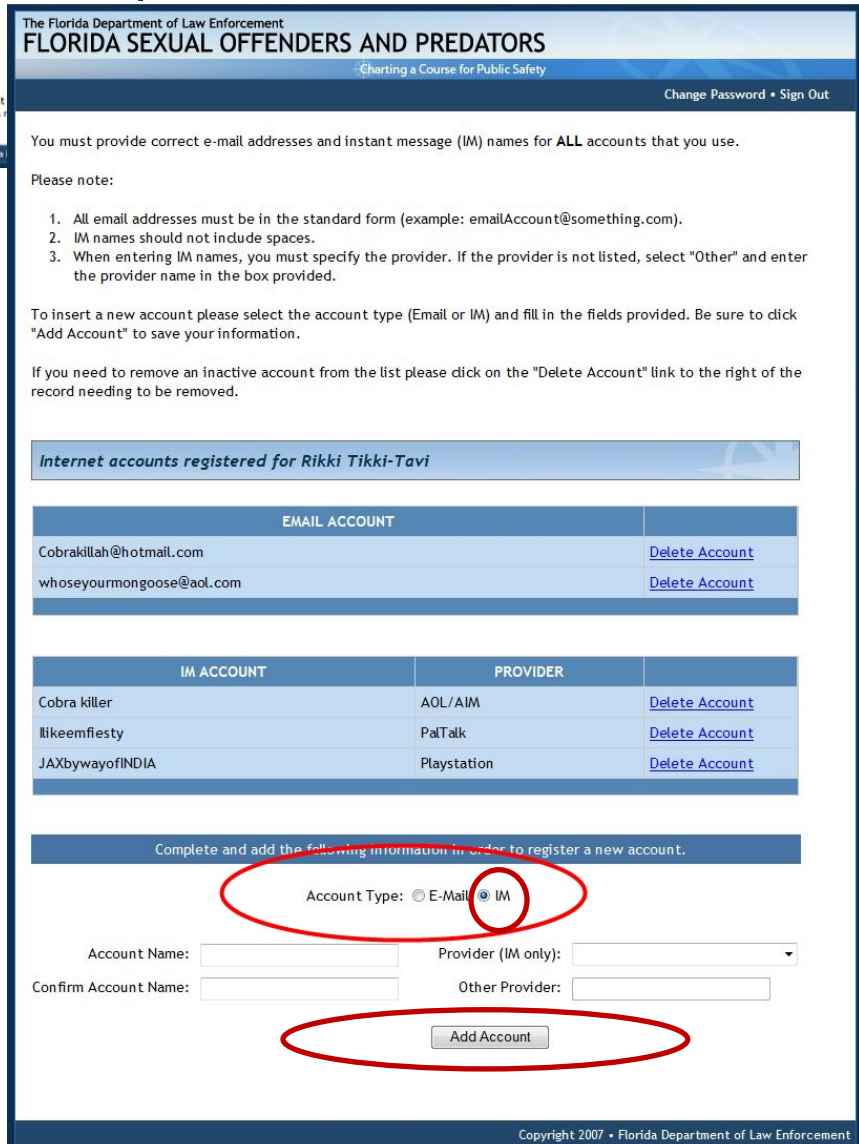 The Florida Department of Law Enforcement
FLORIDA SEXUAL OFFENDERS AND PREDATORS
Charting a Course for Public Safety
Change Password • Sign Out
You must provide correct e-mail addresses and instant message (IM) names for ALL accounts that you use.
Please note:
1. All email addresses must be in the standard form (example: emailAccount@something.com).
2. IM names should not include spaces.
3. When entering IM names, you must specify the provider. If the provider is not listed, select "Other" and enter
the provider name in the box provided.
To insert a new account please select the account type (Email or IM) and fill in the fields provided. Be sure to click
"Add Account" to save your information.
If you need to remove an inactive account from the list please click on the "Delete Account" link to the right of the
record needing to be removed.
Internet accounts registered for Rikki Tikki-Tavi
EMAIL ACCOUNT
Cobrakillah@hotmail.com Delete Account
whoseyourmongoose@aol.com Delete Account
IM ACCOUNT PROVIDER
Cobra killer AOL/AIM Delete Account
Ilikeemfiesty PalTalk Delete Account
JAXbywayofINDIA Playstation Delete Account
Complete and add the following information in order to register a new account.
Account Type: E-Mail IM
Account Name: Provider (IM only):
Confirm Account Name: Other Provider:
Add Account
Copyright 2007 • Florida Department of Law Enforcement